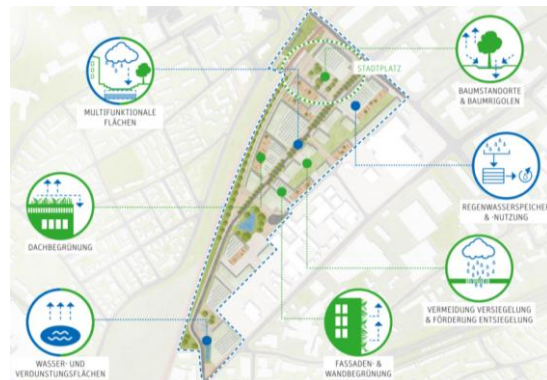 MULTIFUNKTIONALE
FLÄCHEN
STADTPLATZ
BAUMSTANDORTE
& BAUMRIGOLEN
REGENWASSERSPEICHER
& -NUTZUNG
DACHBEGRÜNUNG
VERMEIDUNG VERSIEGELUNG
& FÖRDERUNG ENTSIEGELUNG
WASSER- UND
VERDUNSTUNGSFLÄCHEN
FASSADEN- &
WANDBEGRÜNUNG